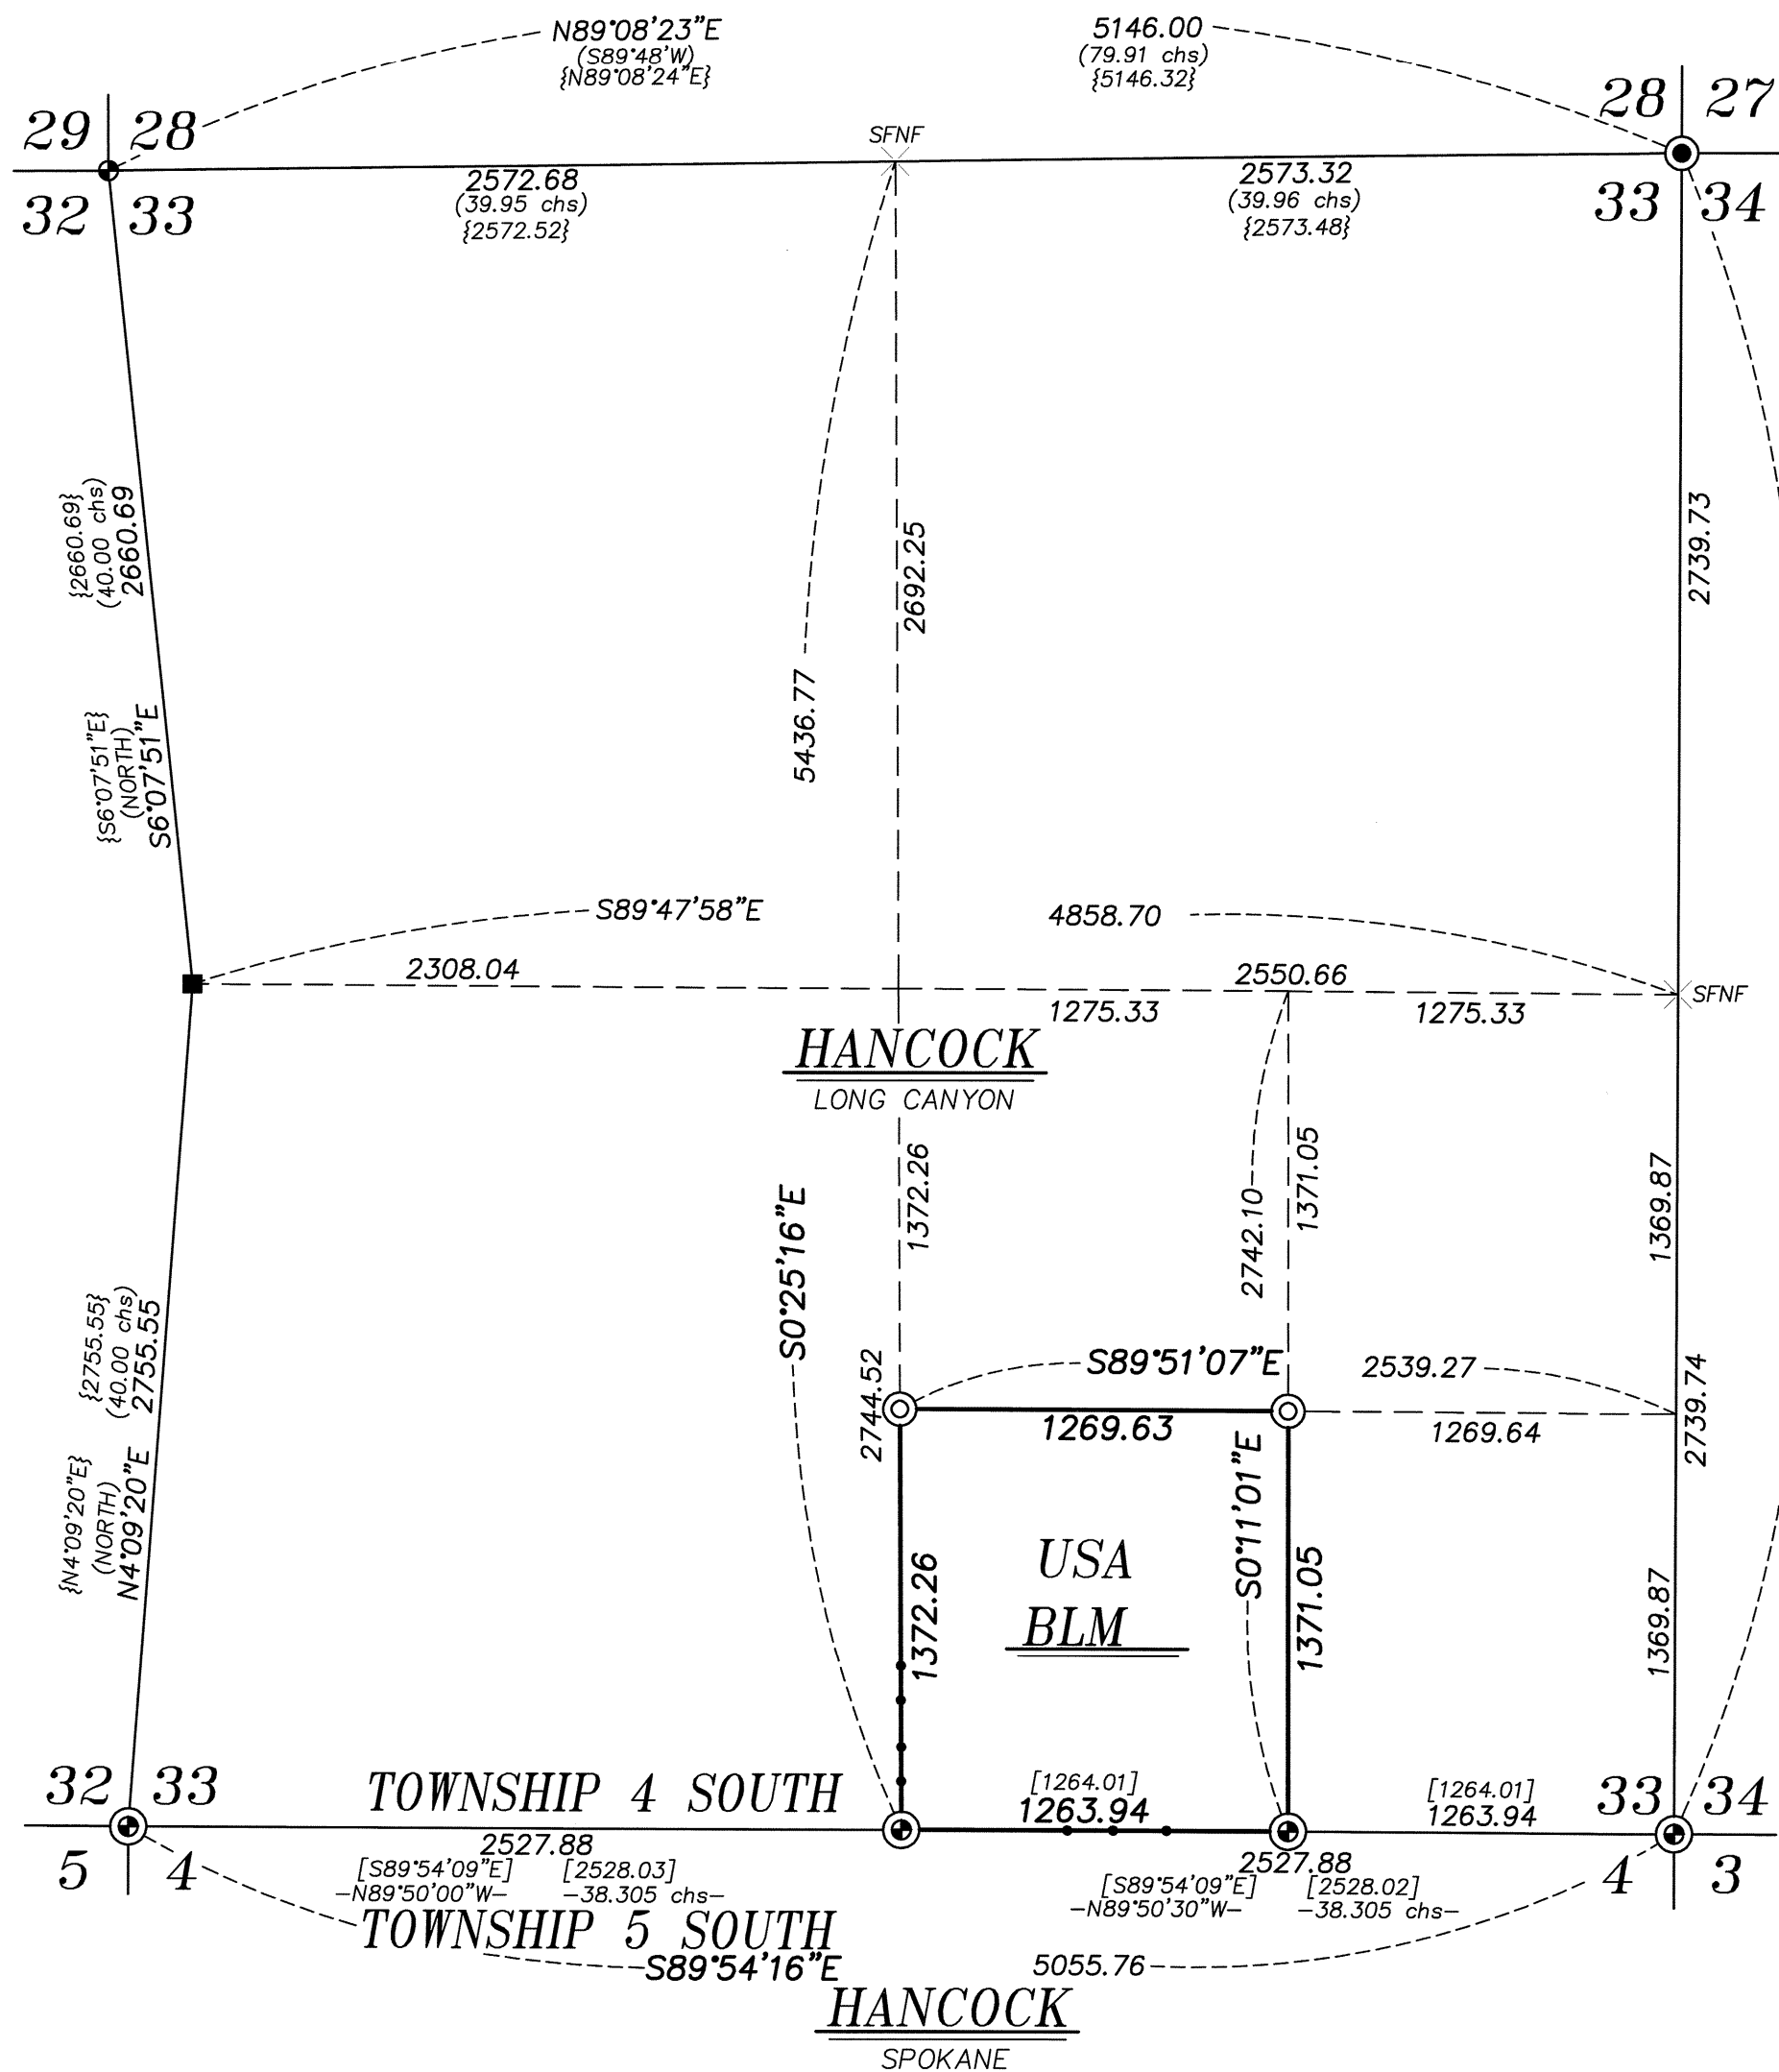 N89°08'23"E
(S89°48'W)
{N89°08'24"E}
5146.00
(79.91 chs)
{5146.32}
29 28
28 27
SFNF
32 33
2572.68
(39.95 chs)
{2572.52}
2573.32
(39.96 chs)
{2573.48}
33 34
{2660.69}
(40.00 chs)
2660.69
2692.25
2739.73
5436.77
{S6°07'51"E}
(NORTH)
S6°07'51"E
S89°47'58"E
4858.70
2308.04
2550.66
1275.33
1275.33
SFNF
HANCOCK
LONG CANYON
1372.26
2742.10
1371.05
1369.87
S0°25'16"E
{2755.55}
(40.00 chs)
2755.55
2744.52
S89°51'07"E
2539.27
1269.63
1269.64
2739.74
{N4°09'20"E}
(NORTH)
N4°09'20"E
S0°11'01"E
USA
BLM
1372.26
1371.05
1369.87
32 33
TOWNSHIP 4 SOUTH
[1264.01]
1263.94
[1264.01]
1263.94
33 34
5 4
2527.88
[S89°54'09"E] [2528.03]
-N89°50'00"W- -38.305 chs-
2527.88
[S89°54'09"E] [2528.02]
-N89°50'30"W- -38.305 chs-
4 3
TOWNSHIP 5 SOUTH
S89°54'16"E
5055.76
HANCOCK
SPOKANE